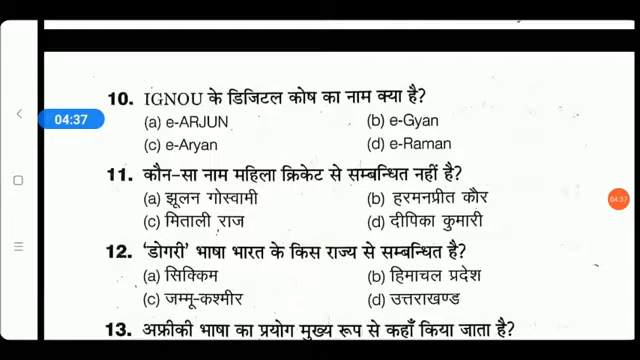 10. IGNOU के डिजिटल कोष का नाम क्या है?
(a) e-ARJUN (b) e-Gyan
(c) e-Aryan (d) e-Raman
11. कौन-सा नाम महिला क्रिकेट से सम्बन्धित नहीं है?
(a) झूलन गोस्वामी (b) हरमनप्रीत कौर
(c) मिताली राज (d) दीपिका कुमारी
12. 'डोगरी' भाषा भारत के किस राज्य से सम्बन्धित है?
(a) सिक्किम (b) हिमाचल प्रदेश
(c) जम्मू-कश्मीर (d) उत्तराखण्ड
13. अफ्रीकी भाषा का प्रयोग मुख्य रूप से कहाँ किया जाता है?
04:37
04:37